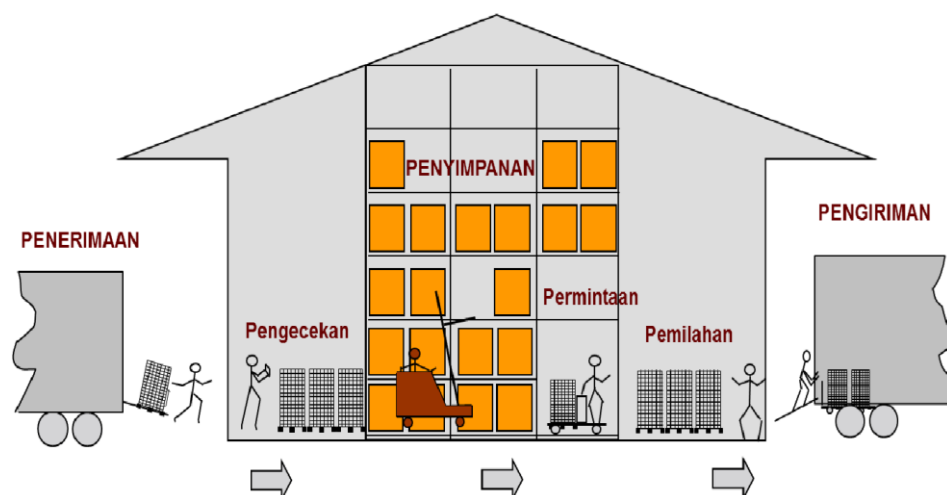 PENERIMAAN
Pengecekan
PENYIMPANAN
Permintaan
Pemilahan
PENGIRIMAN